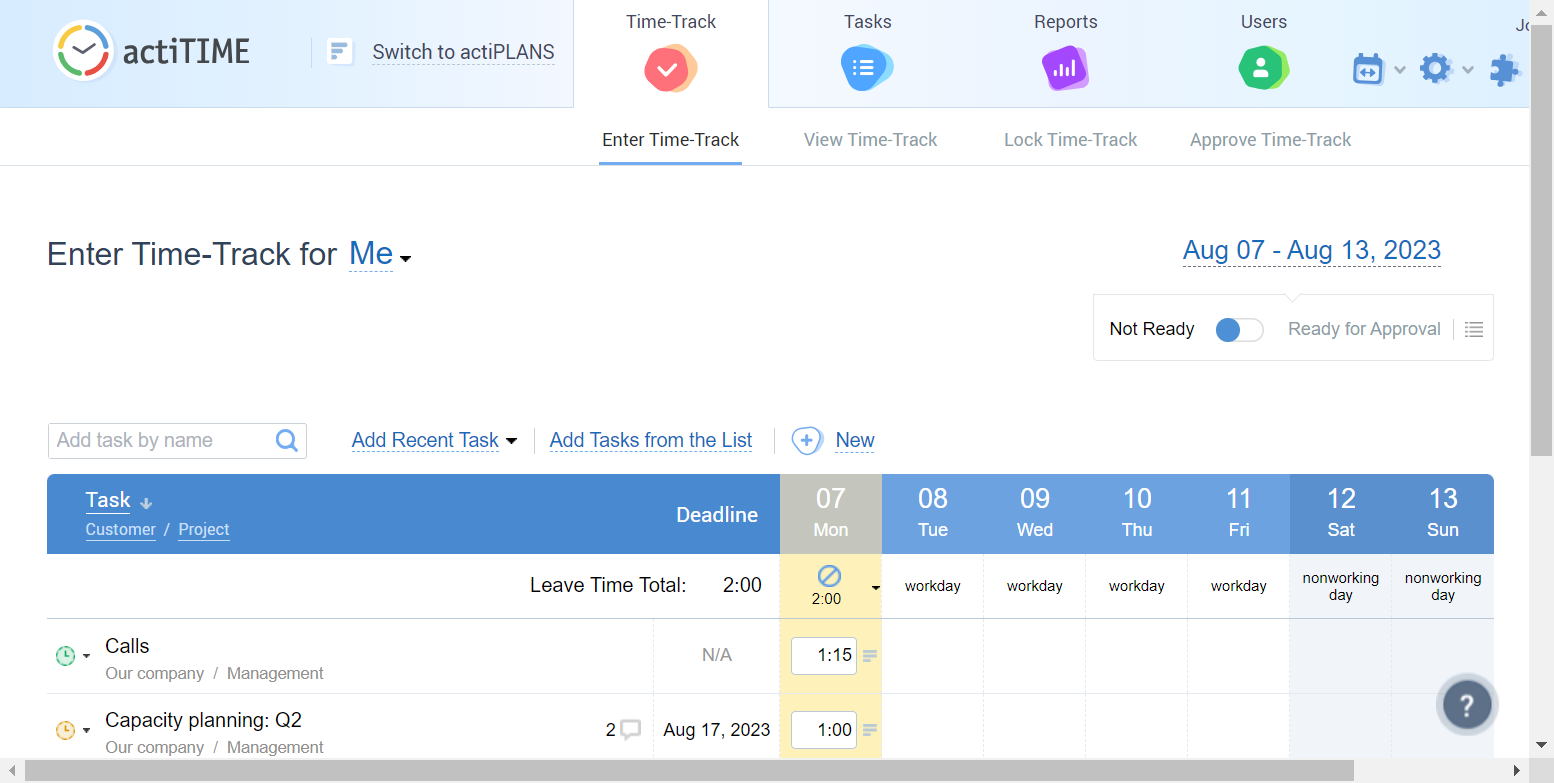 Time-Track
Tasks
Reports
Users
actiTIME
Switch to actiPLANS
Enter Time-Track
View Time-Track
Lock Time-Track
Approve Time-Track
Enter Time-Track for Me
Aug 07 - Aug 13, 2023
Not Ready
Ready for Approval
Add task by name
Add Recent Task
Add Tasks from the List
New
Task
Customer / Project
Deadline
07
Mon
08
Tue
09
Wed
10
Thu
11
Fri
12
Sat
13
Sun
Leave Time Total: 2:00
2:00
workday
workday
workday
workday
nonworking
day
nonworking
day
Calls
Our company / Management
N/A
1:15
Capacity planning: Q2
Our company / Management
2
Aug 17, 2023
1:00
?